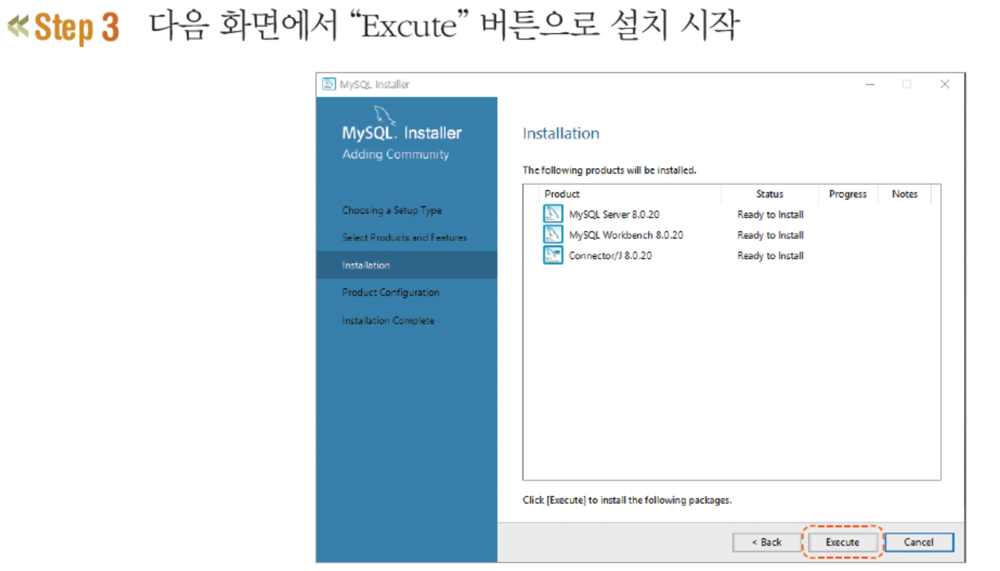 Step 3 다음 화면에서 “Excute” 버튼으로 설치 시작
MySQL Installer
MySQL. Installer
Adding Community
Choosing a Setup Type
Select Products and Features
Installation
Product Configuration
Installation Complete
Installation
The following products will be installed.
Product Status Progress Notes
MySQL Server 8.0.20 Ready to Install
MySQL Workbench 8.0.20 Ready to Install
Connector/J 8.0.20 Ready to Install
Click [Execute] to install the following packages.
< Back Execute Cancel